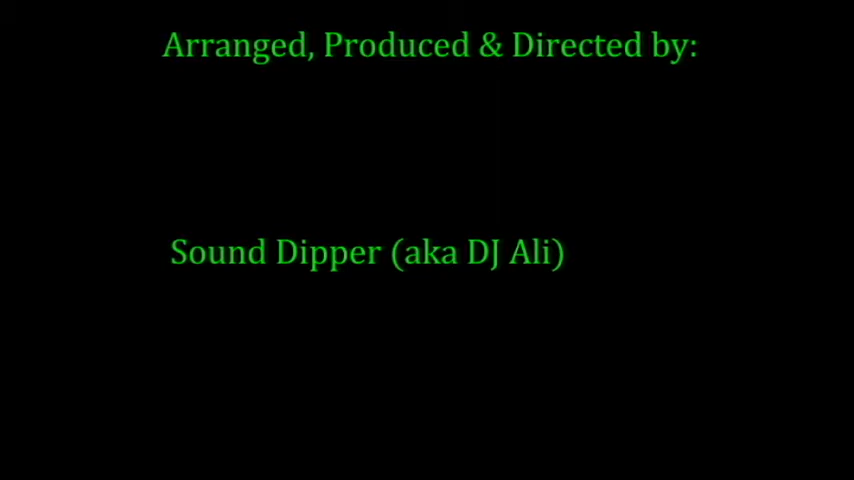 Arranged, Produced & Directed by:
Sound Dipper (aka DJ Ali)